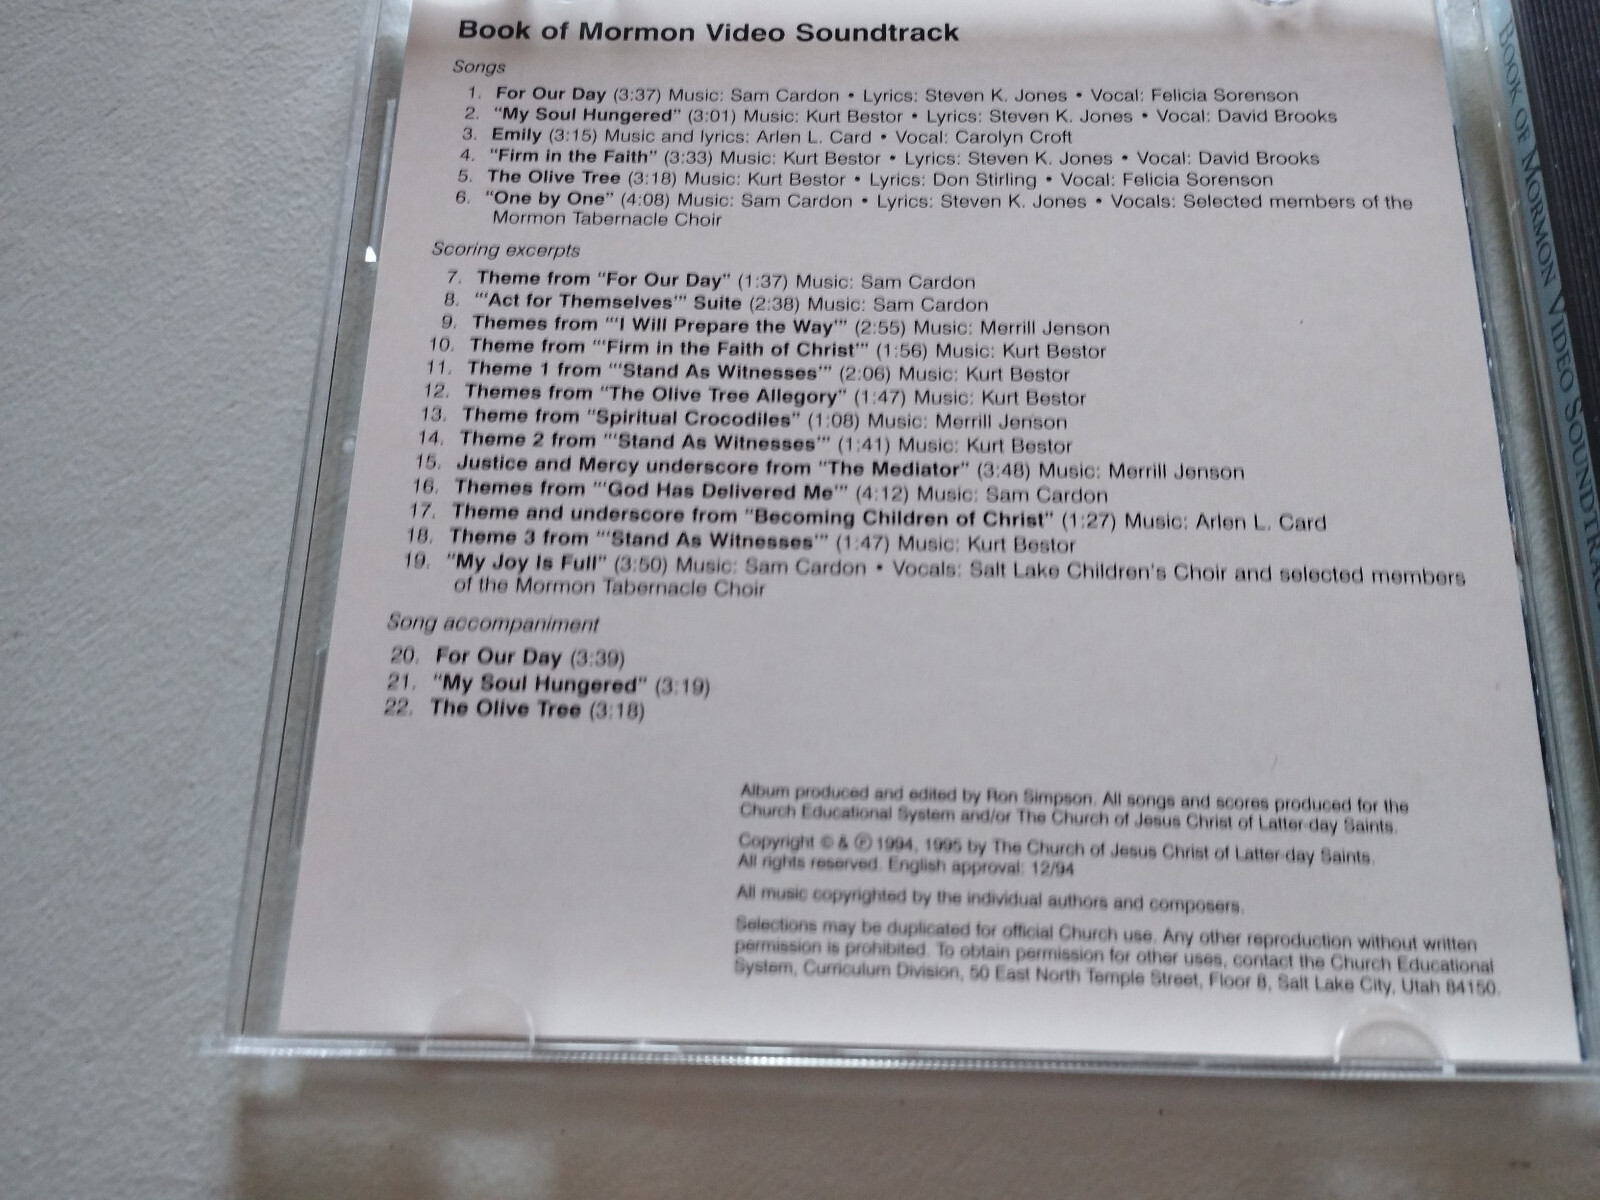 Book of Mormon Video Soundtrack
Songs
1. For Our Day (3:37) Music: Sam Cardon • Lyrics: Steven K. Jones • Vocal: Felicia Sorenson
2. "My Soul Hungered" (3:01) Music: Kurt Bestor • Lyrics: Steven K. Jones • Vocal: David Brooks
3. Emily (3:15) Music and lyrics: Arlen L. Card • Vocal: Carolyn Croft
4. "Firm in the Faith" (3:33) Music: Kurt Bestor • Lyrics: Steven K. Jones • Vocal: David Brooks
5. The Olive Tree (3:18) Music: Kurt Bestor • Lyrics: Don Stirling • Vocal: Felicia Sorenson
6. "One by One" (4:08) Music: Sam Cardon • Lyrics: Steven K. Jones • Vocals: Selected members of the
Mormon Tabernacle Choir
Scoring excerpts
7. Theme from "For Our Day" (1:37) Music: Sam Cardon
8. "'Act for Themselves'" Suite (2:38) Music: Sam Cardon
9. Themes from "'I Will Prepare the Way'" (2:55) Music: Merrill Jenson
10. Theme from "'Firm in the Faith of Christ'" (1:56) Music: Kurt Bestor
11. Theme 1 from "'Stand As Witnesses'" (2:06) Music: Kurt Bestor
12. Themes from "The Olive Tree Allegory" (1:47) Music: Kurt Bestor
13. Theme from "Spiritual Crocodiles" (1:08) Music: Merrill Jenson
14. Theme 2 from "'Stand As Witnesses'" (1:41) Music: Kurt Bestor
15. Justice and Mercy underscore from "The Mediator" (3:48) Music: Merrill Jenson
16. Themes from "'God Has Delivered Me'" (4:12) Music: Sam Cardon
17. Theme and underscore from "Becoming Children of Christ" (1:27) Music: Arlen L. Card
18. Theme 3 from "'Stand As Witnesses'" (1:47) Music: Kurt Bestor
19. "My Joy Is Full" (3:50) Music: Sam Cardon • Vocals: Salt Lake Children's Choir and selected members
of the Mormon Tabernacle Choir
Song accompaniment
20. For Our Day (3:39)
21. "My Soul Hungered" (3:19)
22. The Olive Tree (3:18)
Album produced and edited by Ron Simpson. All songs and scores produced for the
Church Educational System and/or The Church of Jesus Christ of Latter-day Saints.
Copyright © & ℗ 1994, 1995 by The Church of Jesus Christ of Latter-day Saints.
All rights reserved. English approval: 12/94
All music copyrighted by the individual authors and composers.
Selections may be duplicated for official Church use. Any other reproduction without written
permission is prohibited. To obtain permission for other uses, contact the Church Educational
System, Curriculum Division, 50 East North Temple Street, Floor 8, Salt Lake City, Utah 84150.
BOOK OF MORMON VIDEO SOUNDTRAC